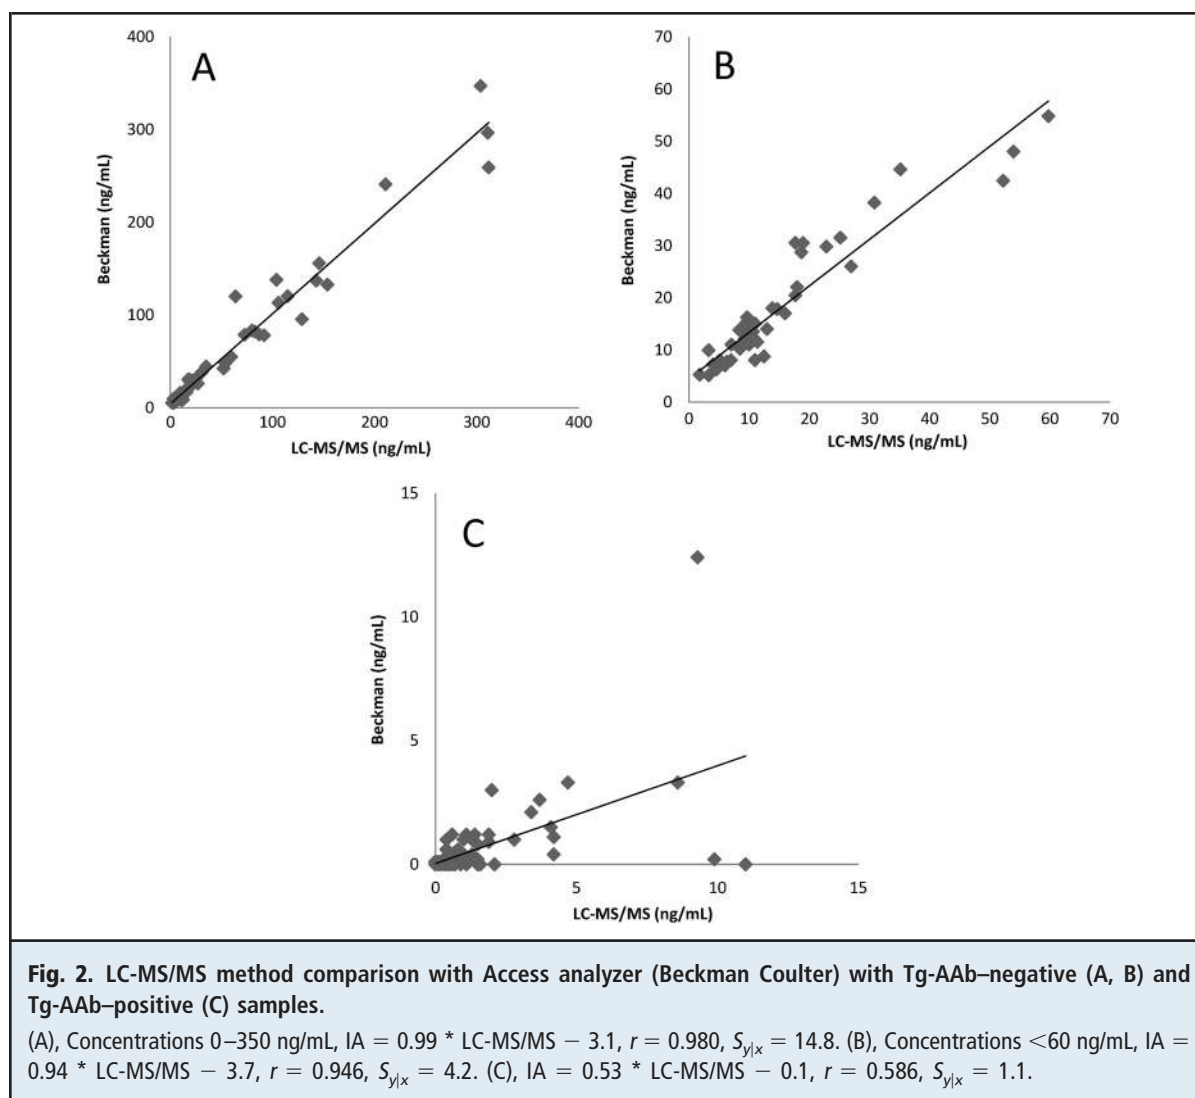 A
400
300
200
100
0
Beckman (ng/mL)
0 100 200 300 400
LC-MS/MS (ng/mL)
B
70
60
50
40
30
20
10
0
Beckman (ng/mL)
0 10 20 30 40 50 60 70
LC-MS/MS (ng/mL)
C
15
10
5
0
Beckman (ng/mL)
0 5 10 15
LC-MS/MS (ng/mL)
Fig. 2. LC-MS/MS method comparison with Access analyzer (Beckman Coulter) with Tg-AAb–negative (A, B) and
Tg-AAb–positive (C) samples.
(A), Concentrations 0–350 ng/mL, IA = 0.99 * LC-MS/MS − 3.1, r = 0.980, Sy|x = 14.8. (B), Concentrations <60 ng/mL, IA =
0.94 * LC-MS/MS − 3.7, r = 0.946, Sy|x = 4.2. (C), IA = 0.53 * LC-MS/MS − 0.1, r = 0.586, Sy|x = 1.1.